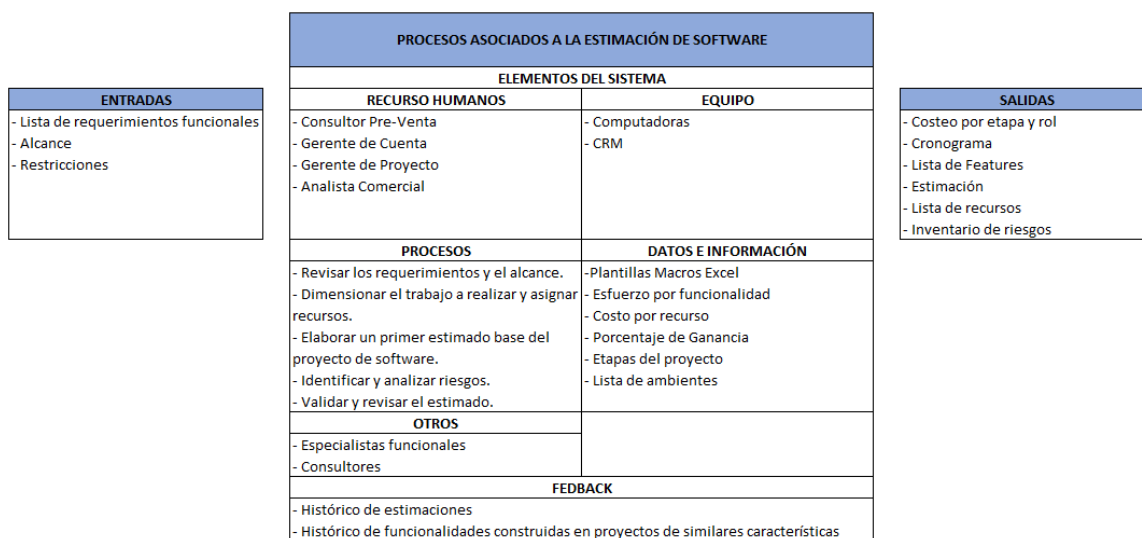 PROCESOS ASOCIADOS A LA ESTIMACIÓN DE SOFTWARE
ELEMENTOS DEL SISTEMA
ENTRADAS
- Lista de requerimientos funcionales
- Alcance
- Restricciones
RECURSO HUMANOS
- Consultor Pre-Venta
- Gerente de Cuenta
- Gerente de Proyecto
- Analista Comercial
EQUIPO
- Computadoras
- CRM
SALIDAS
- Costeo por etapa y rol
- Cronograma
- Lista de Features
- Estimación
- Lista de recursos
- Inventario de riesgos
PROCESOS
- Revisar los requerimientos y el alcance.
- Dimensionar el trabajo a realizar y asignar
recursos.
- Elaborar un primer estimado base del
proyecto de software.
- Identificar y analizar riesgos.
- Validar y revisar el estimado.
DATOS E INFORMACIÓN
-Plantillas Macros Excel
- Esfuerzo por funcionalidad
- Costo por recurso
- Porcentaje de Ganancia
- Etapas del proyecto
- Lista de ambientes
OTROS
- Especialistas funcionales
- Consultores
FEDBACK
- Histórico de estimaciones
- Histórico de funcionalidades construidas en proyectos de similares características